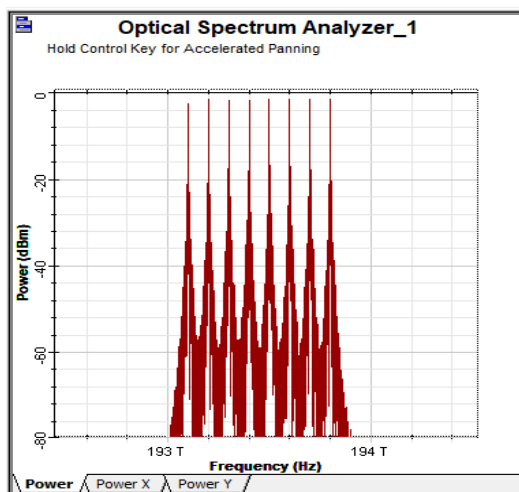 Optical Spectrum Analyzer_1
Hold Control Key for Accelerated Panning
0
-20
-40
-60
-80
Power (dBm)
193 T
194 T
Frequency (Hz)
Power
Power X
Power Y